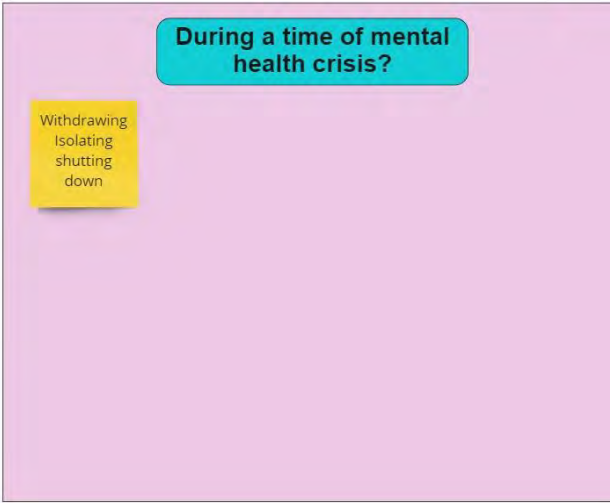 During a time of mental
health crisis?
Withdrawing
Isolating
shutting
down